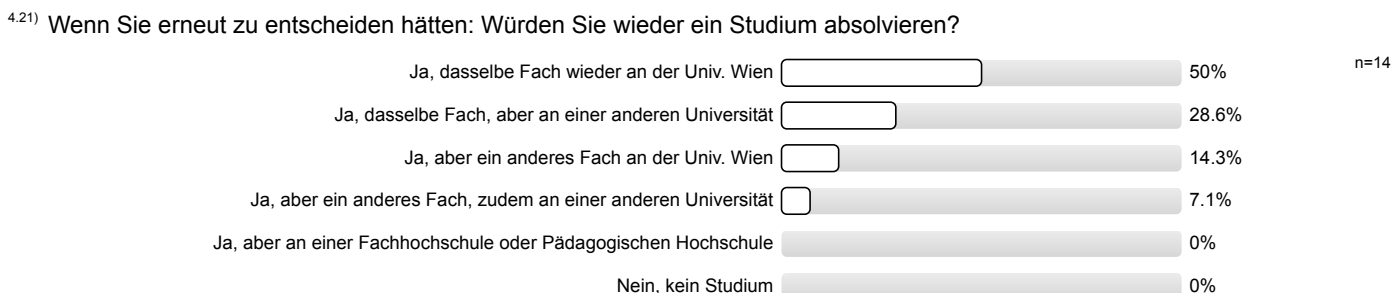 4.21) Wenn Sie erneut zu entscheiden hätten: Würden Sie wieder ein Studium absolvieren?
Ja, dasselbe Fach wieder an der Univ. Wien 50% n=14
Ja, dasselbe Fach, aber an einer anderen Universität 28.6%
Ja, aber ein anderes Fach an der Univ. Wien 14.3%
Ja, aber ein anderes Fach, zudem an einer anderen Universität 7.1%
Ja, aber an einer Fachhochschule oder Pädagogischen Hochschule 0%
Nein, kein Studium 0%